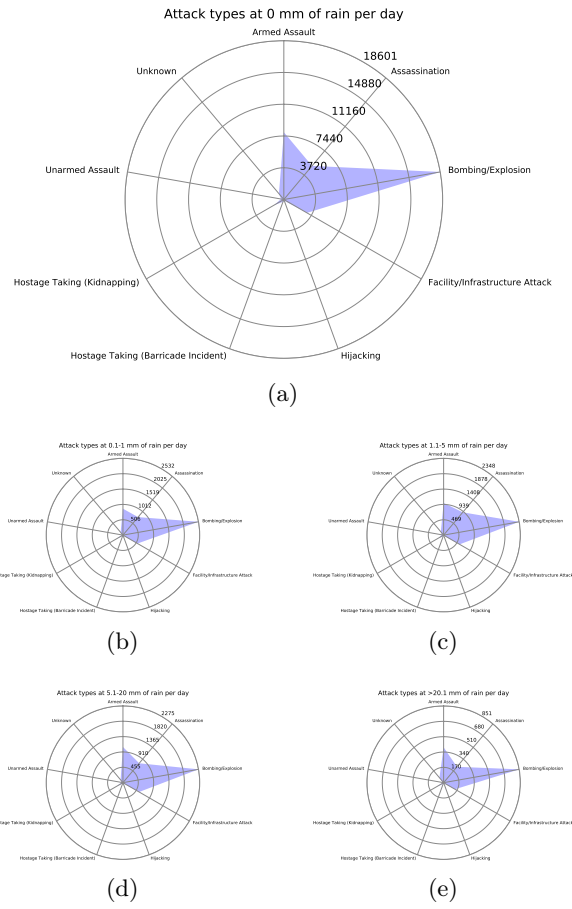 Attack types at 0 mm of rain per day
Armed Assault
18601
Unknown
Assassination
14880
11160
7440
3720
Unarmed Assault
Bombing/Explosion
Hostage Taking (Kidnapping)
Facility/Infrastructure Attack
Hostage Taking (Barricade Incident)
Hijacking
(a)
Attack types at 0.1-1 mm of rain per day
Armed Assault
2532
Unknown
Assassination
2025
1519
1012
506
Unarmed Assault
Bombing/Explosion
tage Taking (Kidnapping)
Facility/Infrastructure Attack
Hostage Taking (Barricade Incident)
Hijacking
(b)
Attack types at 1.1-5 mm of rain per day
Armed Assault
2348
Unknown
Assassination
1878
1408
939
469
Unarmed Assault
Bombing/Explosion
Hostage Taking (Kidnapping)
Facility/Infrastructure Attack
Hostage Taking (Barricade Incident)
Hijacking
(c)
Attack types at 5.1-20 mm of rain per day
Armed Assault
2275
Unknown
Assassination
1820
1365
910
455
Unarmed Assault
Bombing/Explosion
tage Taking (Kidnapping)
Facility/Infrastructure Attack
Hostage Taking (Barricade Incident)
Hijacking
(d)
Attack types at >20.1 mm of rain per day
Armed Assault
851
Unknown
Assassination
680
510
340
170
Unarmed Assault
Bombing/Explosion
Hostage Taking (Kidnapping)
Facility/Infrastructure Attack
Hostage Taking (Barricade Incident)
Hijacking
(e)